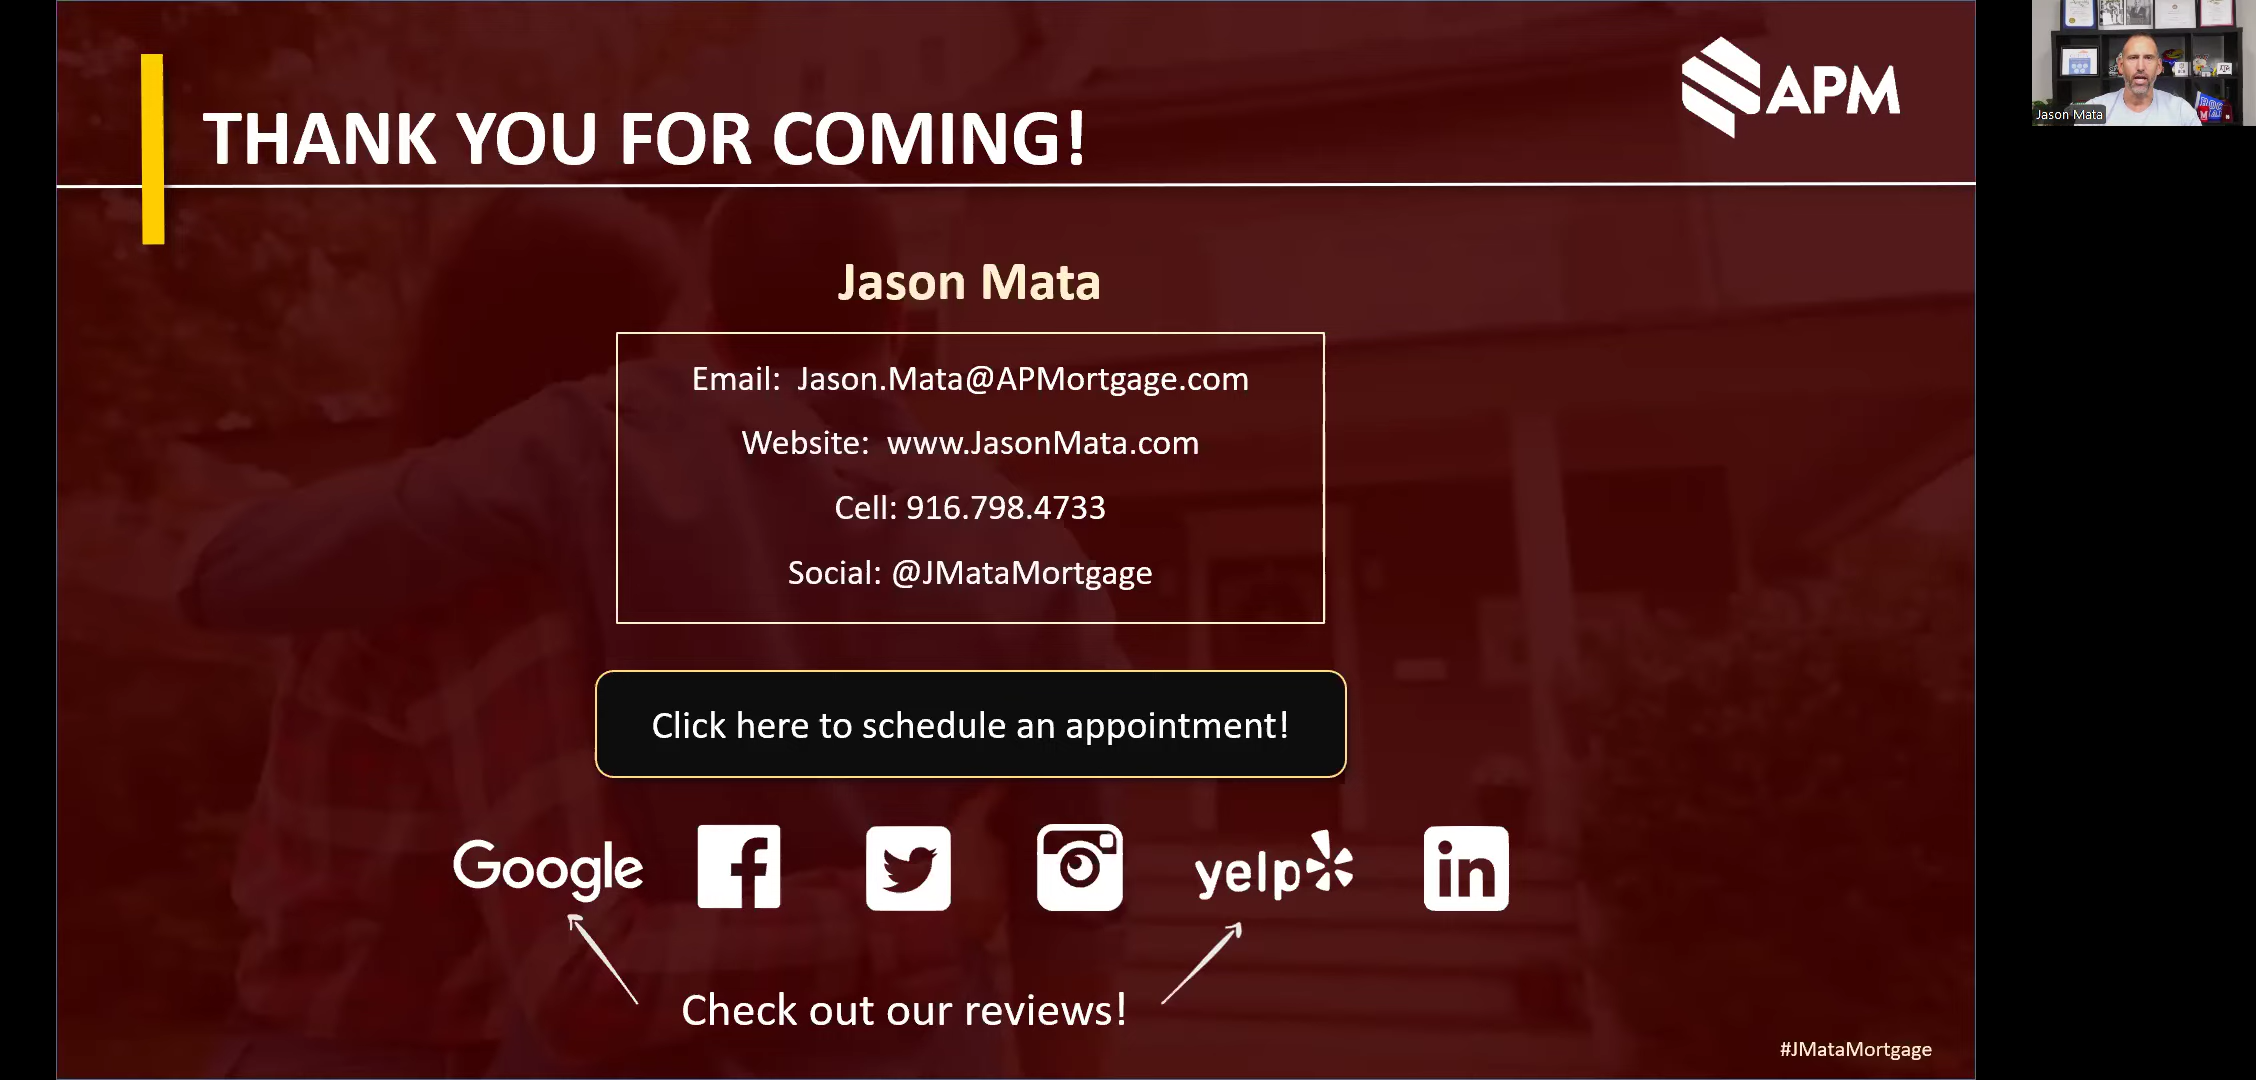 THANK YOU FOR COMING!
APM
Jason Mata
Jason Mata
Email: Jason.Mata@APMortgage.com
Website: www.JasonMata.com
Cell: 916.798.4733
Social: @JMataMortgage
Click here to schedule an appointment!
Google
f
yelp
in
Check out our reviews!
#JMataMortgage